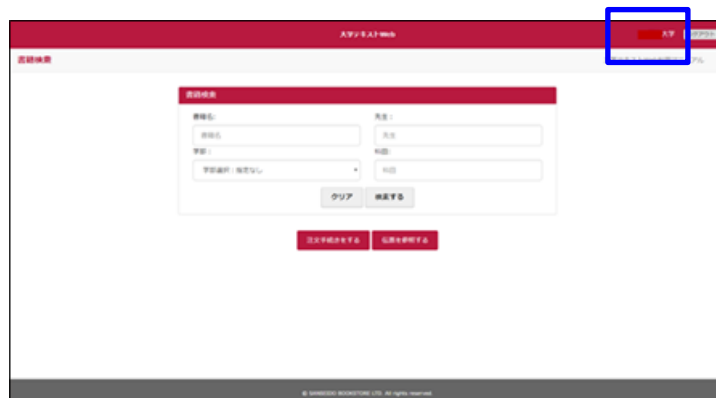 大学テキストWeb
大学 ログアウト
書籍検索
書籍検索
書籍名: 先生:
書籍名 先生
学部: 科目:
学部選択:指定なし 科目
クリア 検索する
注文手続きをする 伝票を参照する
© SANSEIDO BOOKSTORE LTD. All rights reserved